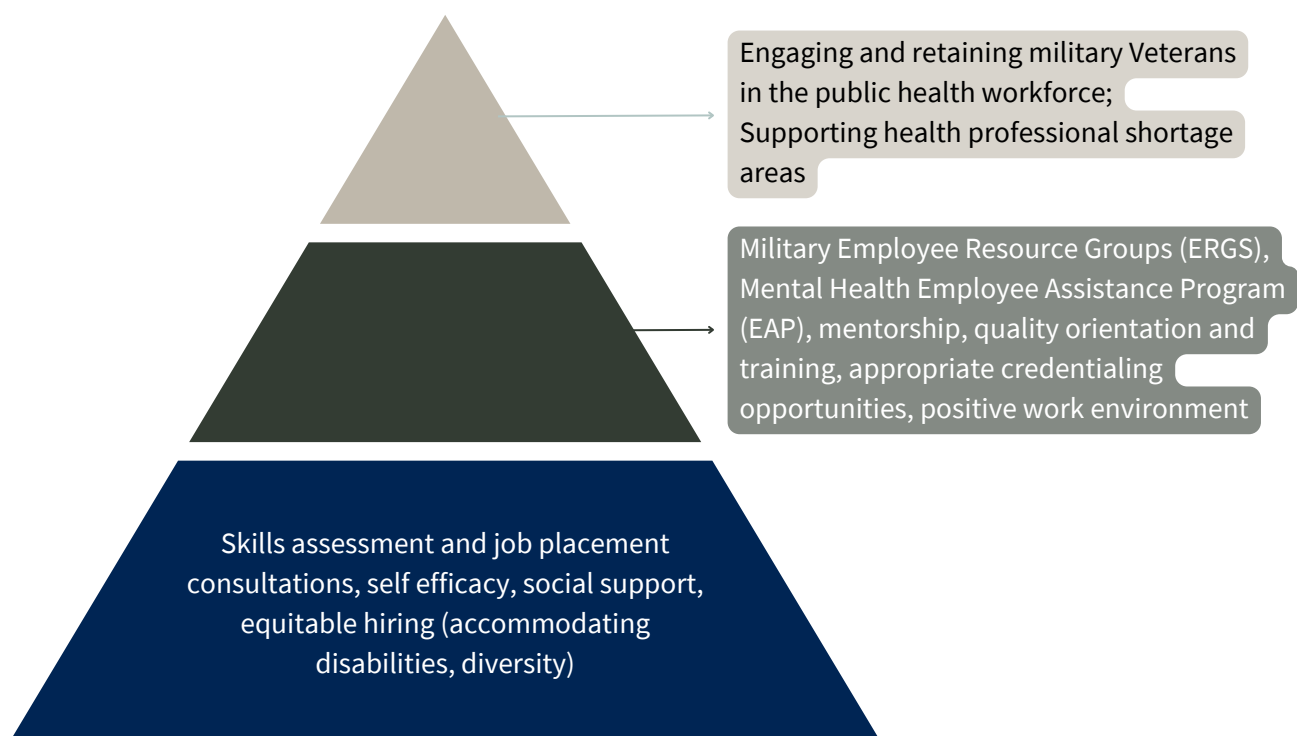 Engaging and retaining military Veterans
in the public health workforce;
Supporting health professional shortage
areas
Military Employee Resource Groups (ERGS),
Mental Health Employee Assistance Program
(EAP), mentorship, quality orientation and
training, appropriate credentialing
opportunities, positive work environment
Skills assessment and job placement
consultations, self efficacy, social support,
equitable hiring (accommodating
disabilities, diversity)